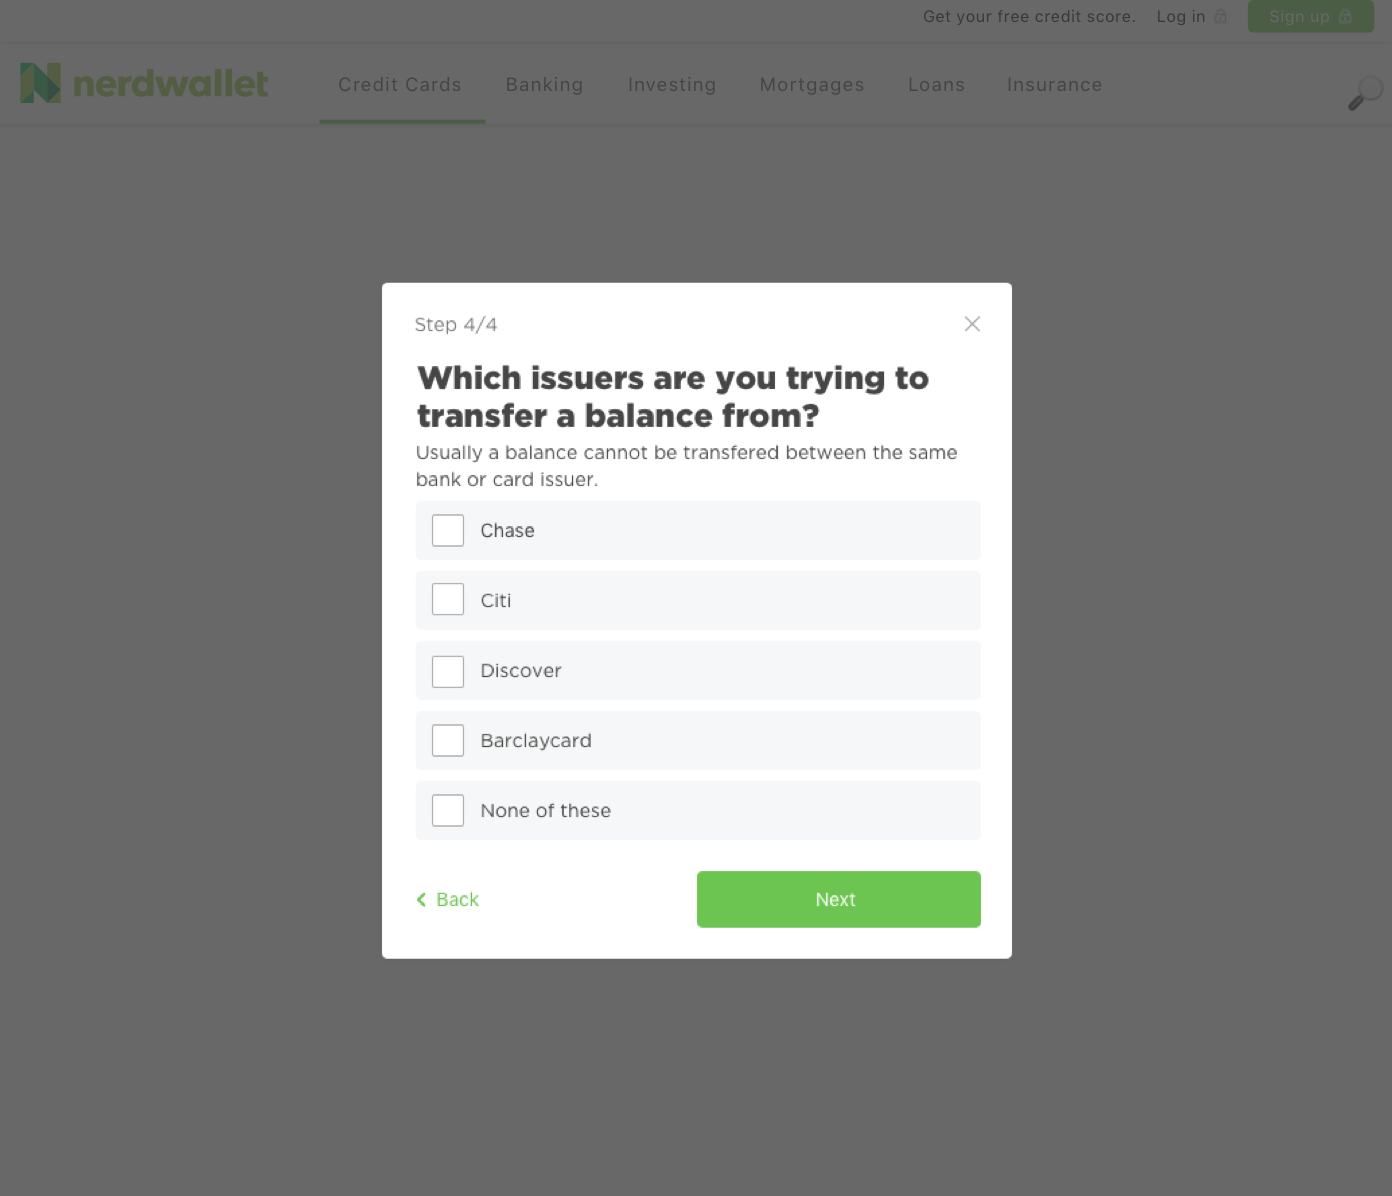 Get your free credit score. Log in Sign up
nerdwallet Credit Cards Banking Investing Mortgages Loans Insurance
Step 4/4
Which issuers are you trying to
transfer a balance from?
Usually a balance cannot be transfered between the same
bank or card issuer.
Chase
Citi
Discover
Barclaycard
None of these
Back Next